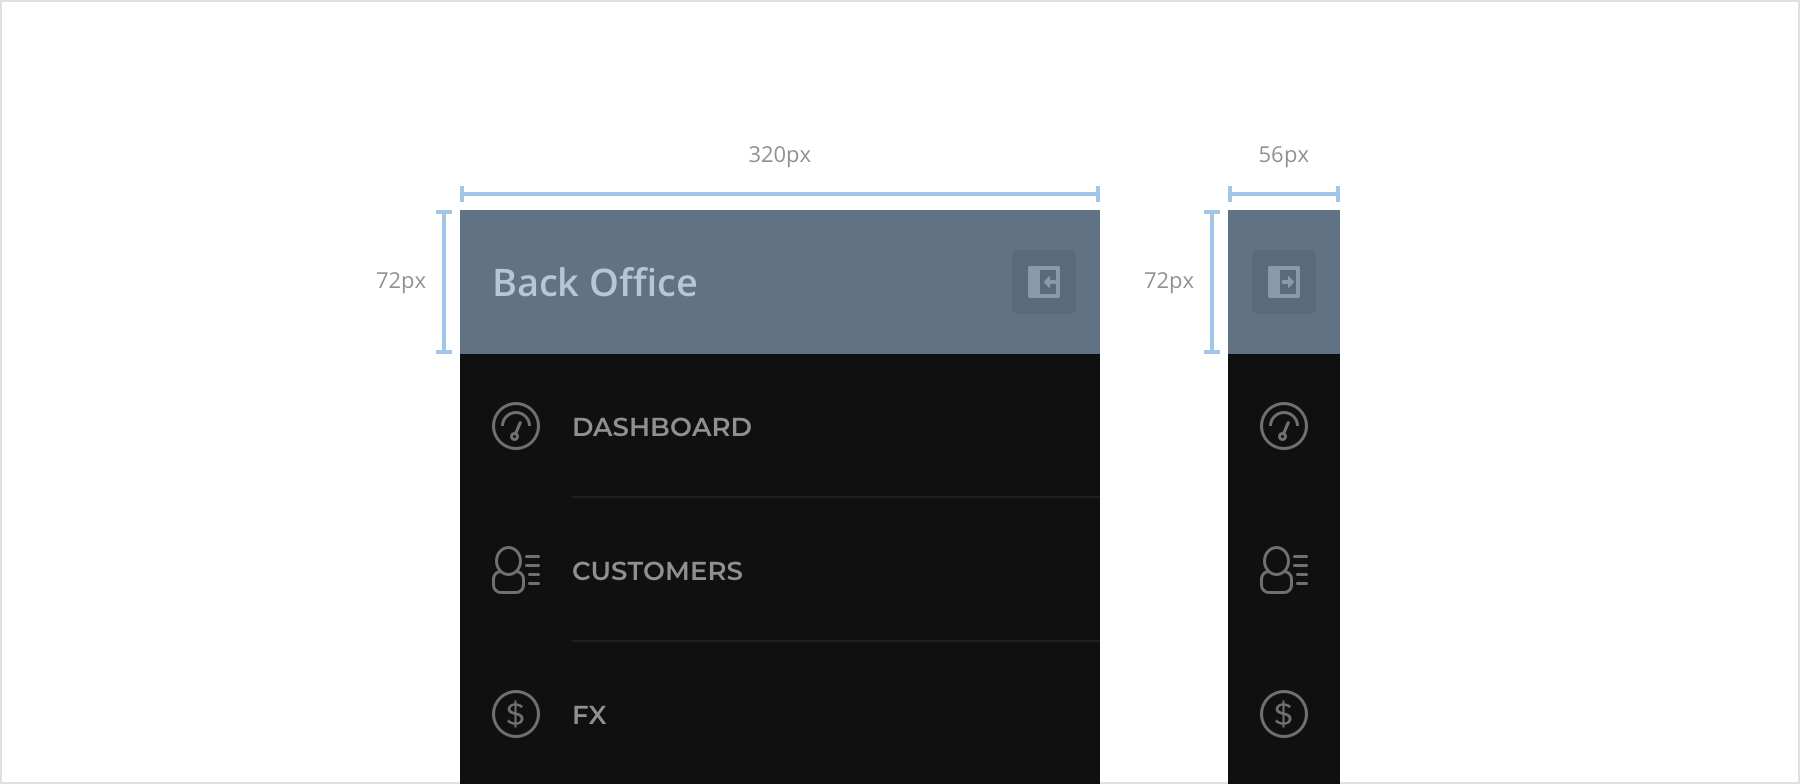 320px
56px
72px
Back Office
72px
DASHBOARD
CUSTOMERS
FX